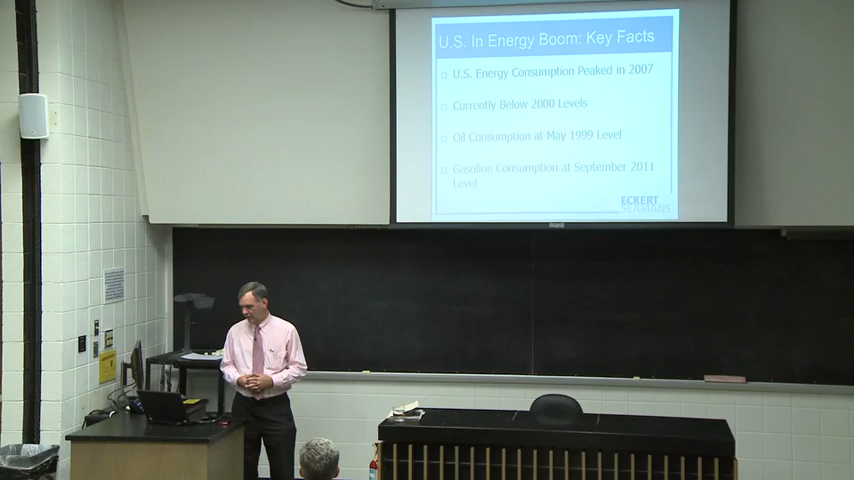 U.S. In Energy Boom: Key Facts
U.S. Energy Consumption Peaked in 2007
Currently Below 2000 Levels
Oil Consumption at May 1999 Level
Gasoline Consumption at September 2011
Level
ECKERT
SEAMANS